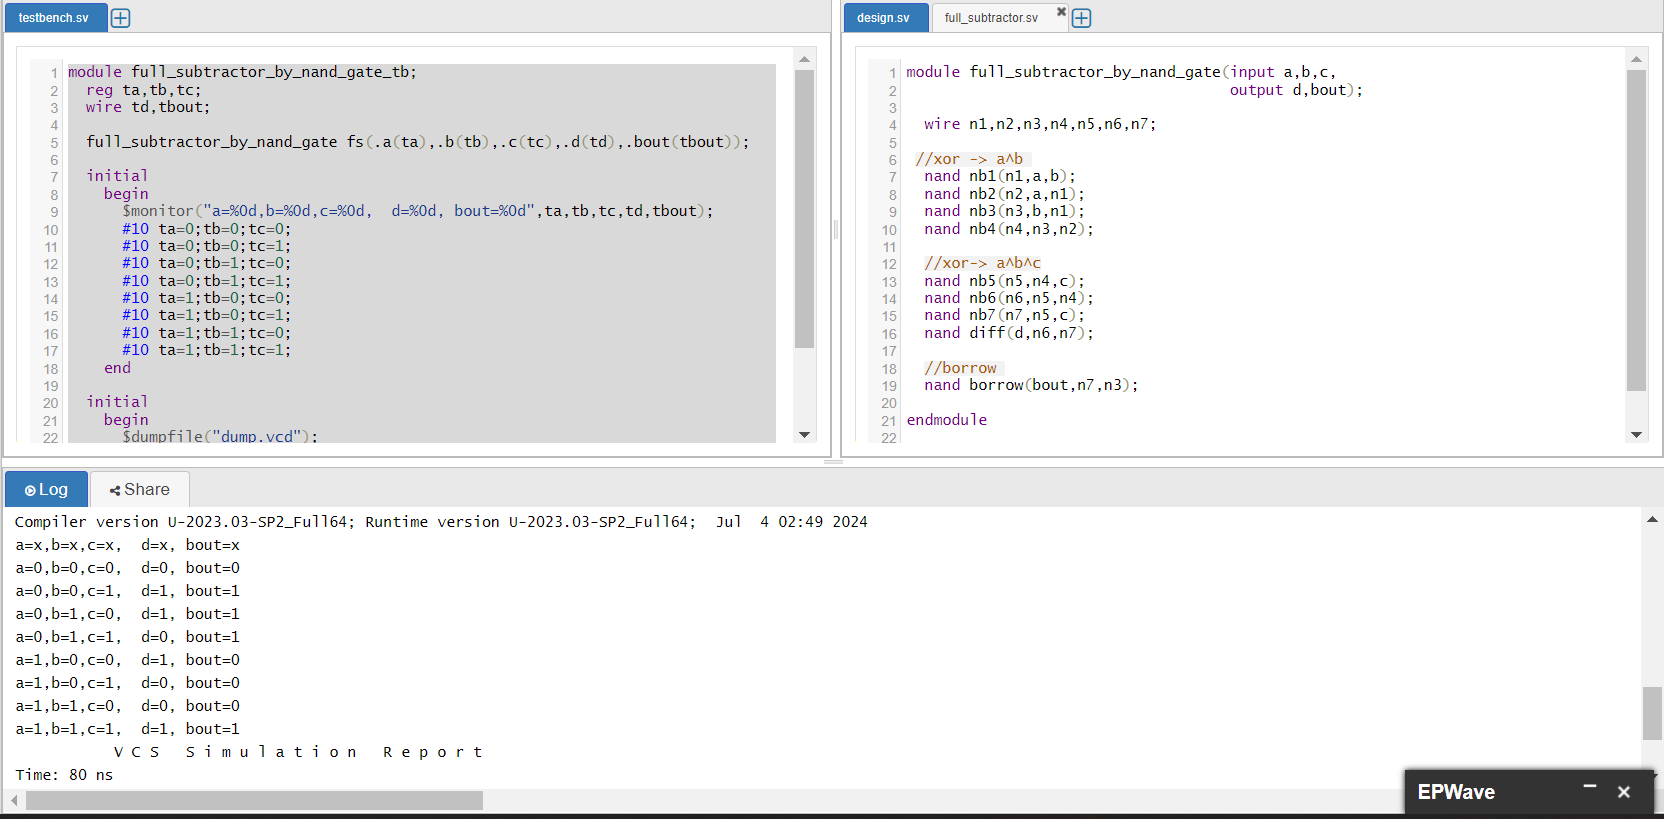 testbench.sv
1 module full_subtractor_by_nand_gate_tb;
2 reg ta,tb,tc;
3 wire td,tbout;
4
5 full_subtractor_by_nand_gate fs(.a(ta),.b(tb),.c(tc),.d(td),.bout(tbout));
6
7 initial
8 begin
9 $monitor("a=%0d,b=%0d,c=%0d,  d=%0d, bout=%0d",ta,tb,tc,td,tbout);
10 #10 ta=0;tb=0;tc=0;
11 #10 ta=0;tb=0;tc=1;
12 #10 ta=0;tb=1;tc=0;
13 #10 ta=0;tb=1;tc=1;
14 #10 ta=1;tb=0;tc=0;
15 #10 ta=1;tb=0;tc=1;
16 #10 ta=1;tb=1;tc=0;
17 #10 ta=1;tb=1;tc=1;
18 end
19
20 initial
21 begin
22 $dumpfile("dump.vcd");
design.sv full_subtractor.sv
1 module full_subtractor_by_nand_gate(input a,b,c,
2 output d,bout);
3
4 wire n1,n2,n3,n4,n5,n6,n7;
5
6 //xor -> a^b
7 nand nb1(n1,a,b);
8 nand nb2(n2,a,n1);
9 nand nb3(n3,b,n1);
10 nand nb4(n4,n3,n2);
11
12 //xor-> a^b^c
13 nand nb5(n5,n4,c);
14 nand nb6(n6,n5,n4);
15 nand nb7(n7,n5,c);
16 nand diff(d,n6,n7);
17
18 //borrow
19 nand borrow(bout,n7,n3);
20
21 endmodule
22
Log Share
Compiler version U-2023.03-SP2_Full64; Runtime version U-2023.03-SP2_Full64;  Jul  4 02:49 2024
a=x,b=x,c=x,  d=x, bout=x
a=0,b=0,c=0,  d=0, bout=0
a=0,b=0,c=1,  d=1, bout=1
a=0,b=1,c=0,  d=1, bout=1
a=0,b=1,c=1,  d=0, bout=1
a=1,b=0,c=0,  d=1, bout=0
a=1,b=0,c=1,  d=0, bout=0
a=1,b=1,c=0,  d=0, bout=0
a=1,b=1,c=1,  d=1, bout=1
V C S   S i m u l a t i o n   R e p o r t
Time: 80 ns
EPWave